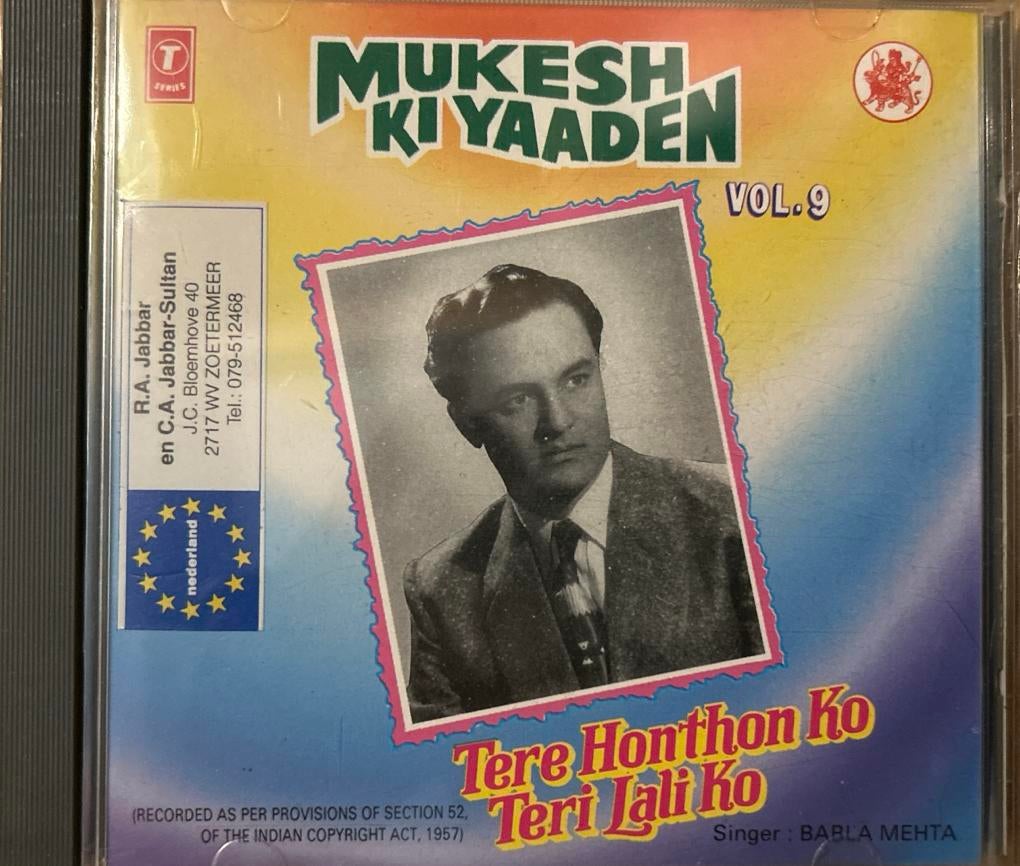 T
SERIES
MUKESH
KI YAADEN
VOL.9
R.A. Jabbar
en C.A. Jabbar-Sultan
J.C. Bloemhove 40
2717 WV ZOETERMEER
Tel.: 079-512468
nederland
Tere Honthon Ko
Teri Lali Ko
(RECORDED AS PER PROVISIONS OF SECTION 52,
OF THE INDIAN COPYRIGHT ACT, 1957)
Singer : BABLA MEHTA